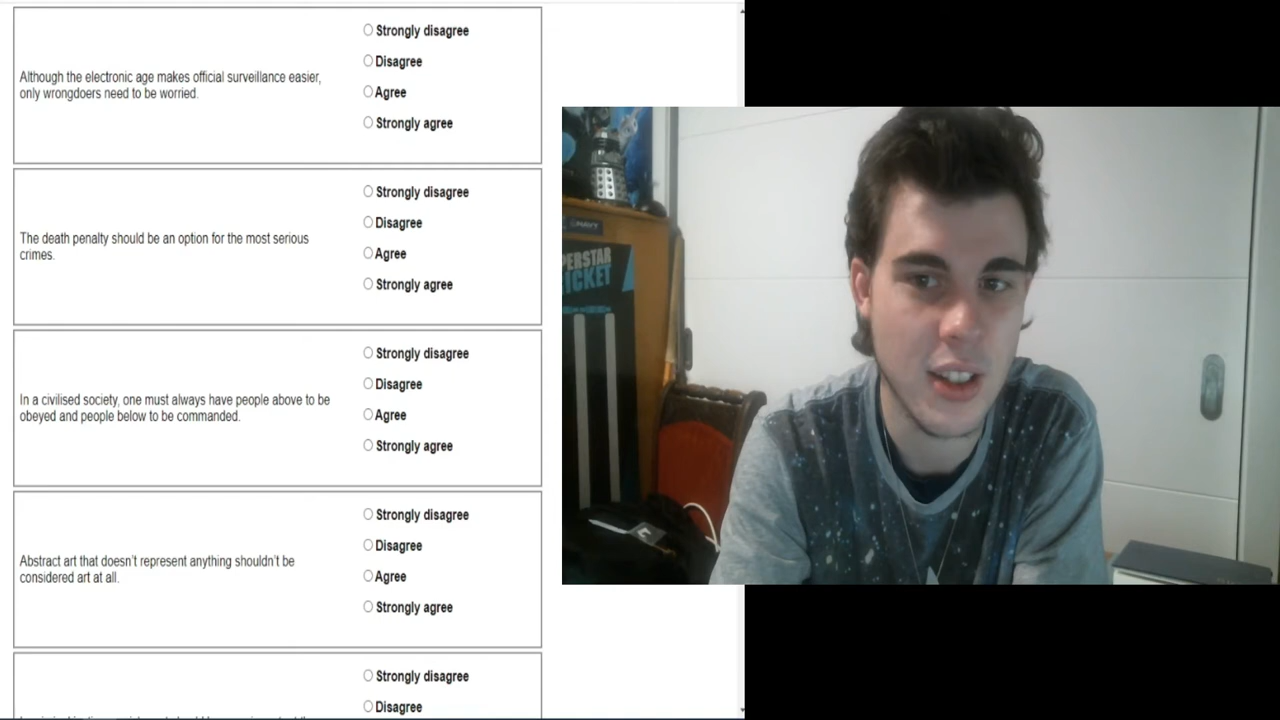 Although the electronic age makes official surveillance easier,
only wrongdoers need to be worried.
Strongly disagree
Disagree
Agree
Strongly agree
The death penalty should be an option for the most serious
crimes.
Strongly disagree
Disagree
Agree
Strongly agree
In a civilised society, one must always have people above to be
obeyed and people below to be commanded.
Strongly disagree
Disagree
Agree
Strongly agree
Abstract art that doesn't represent anything shouldn't be
considered art at all.
Strongly disagree
Disagree
Agree
Strongly agree
Strongly disagree
Disagree
PERSTAR
ICKET